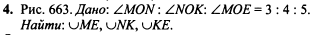 4. Рис. 663. Дано: ∠MON : ∠NOK: ∠MOE = 3 : 4 : 5.
Найти: ∪ME, ∪NK, ∪KE.